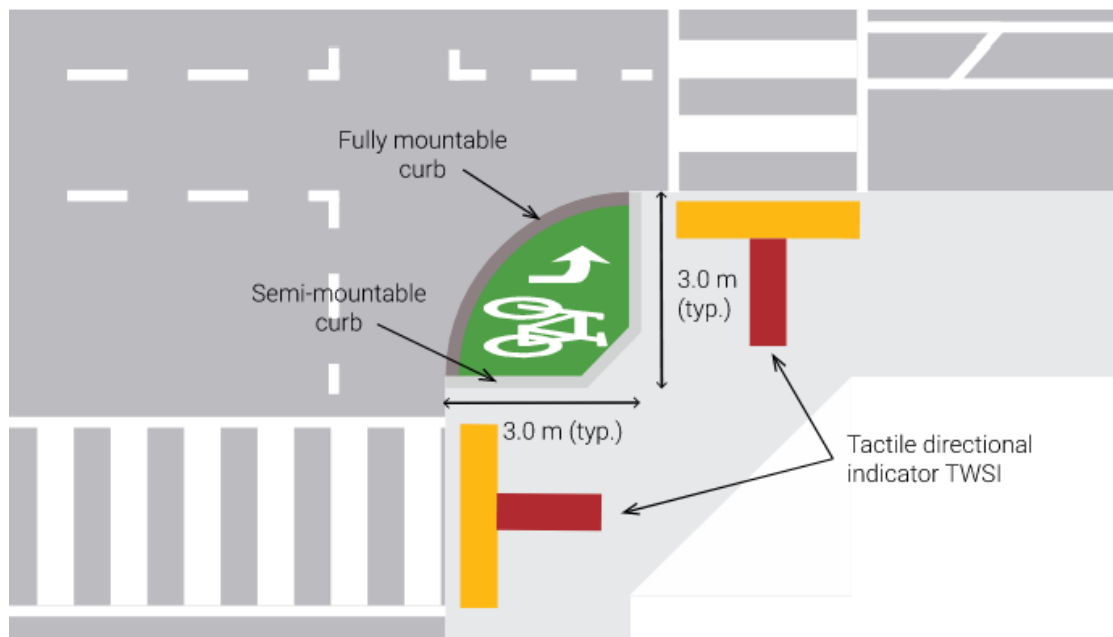 Fully mountable
curb
Semi-mountable
curb
3.0 m
(typ.)
3.0 m (typ.)
Tactile directional
indicator TWSI